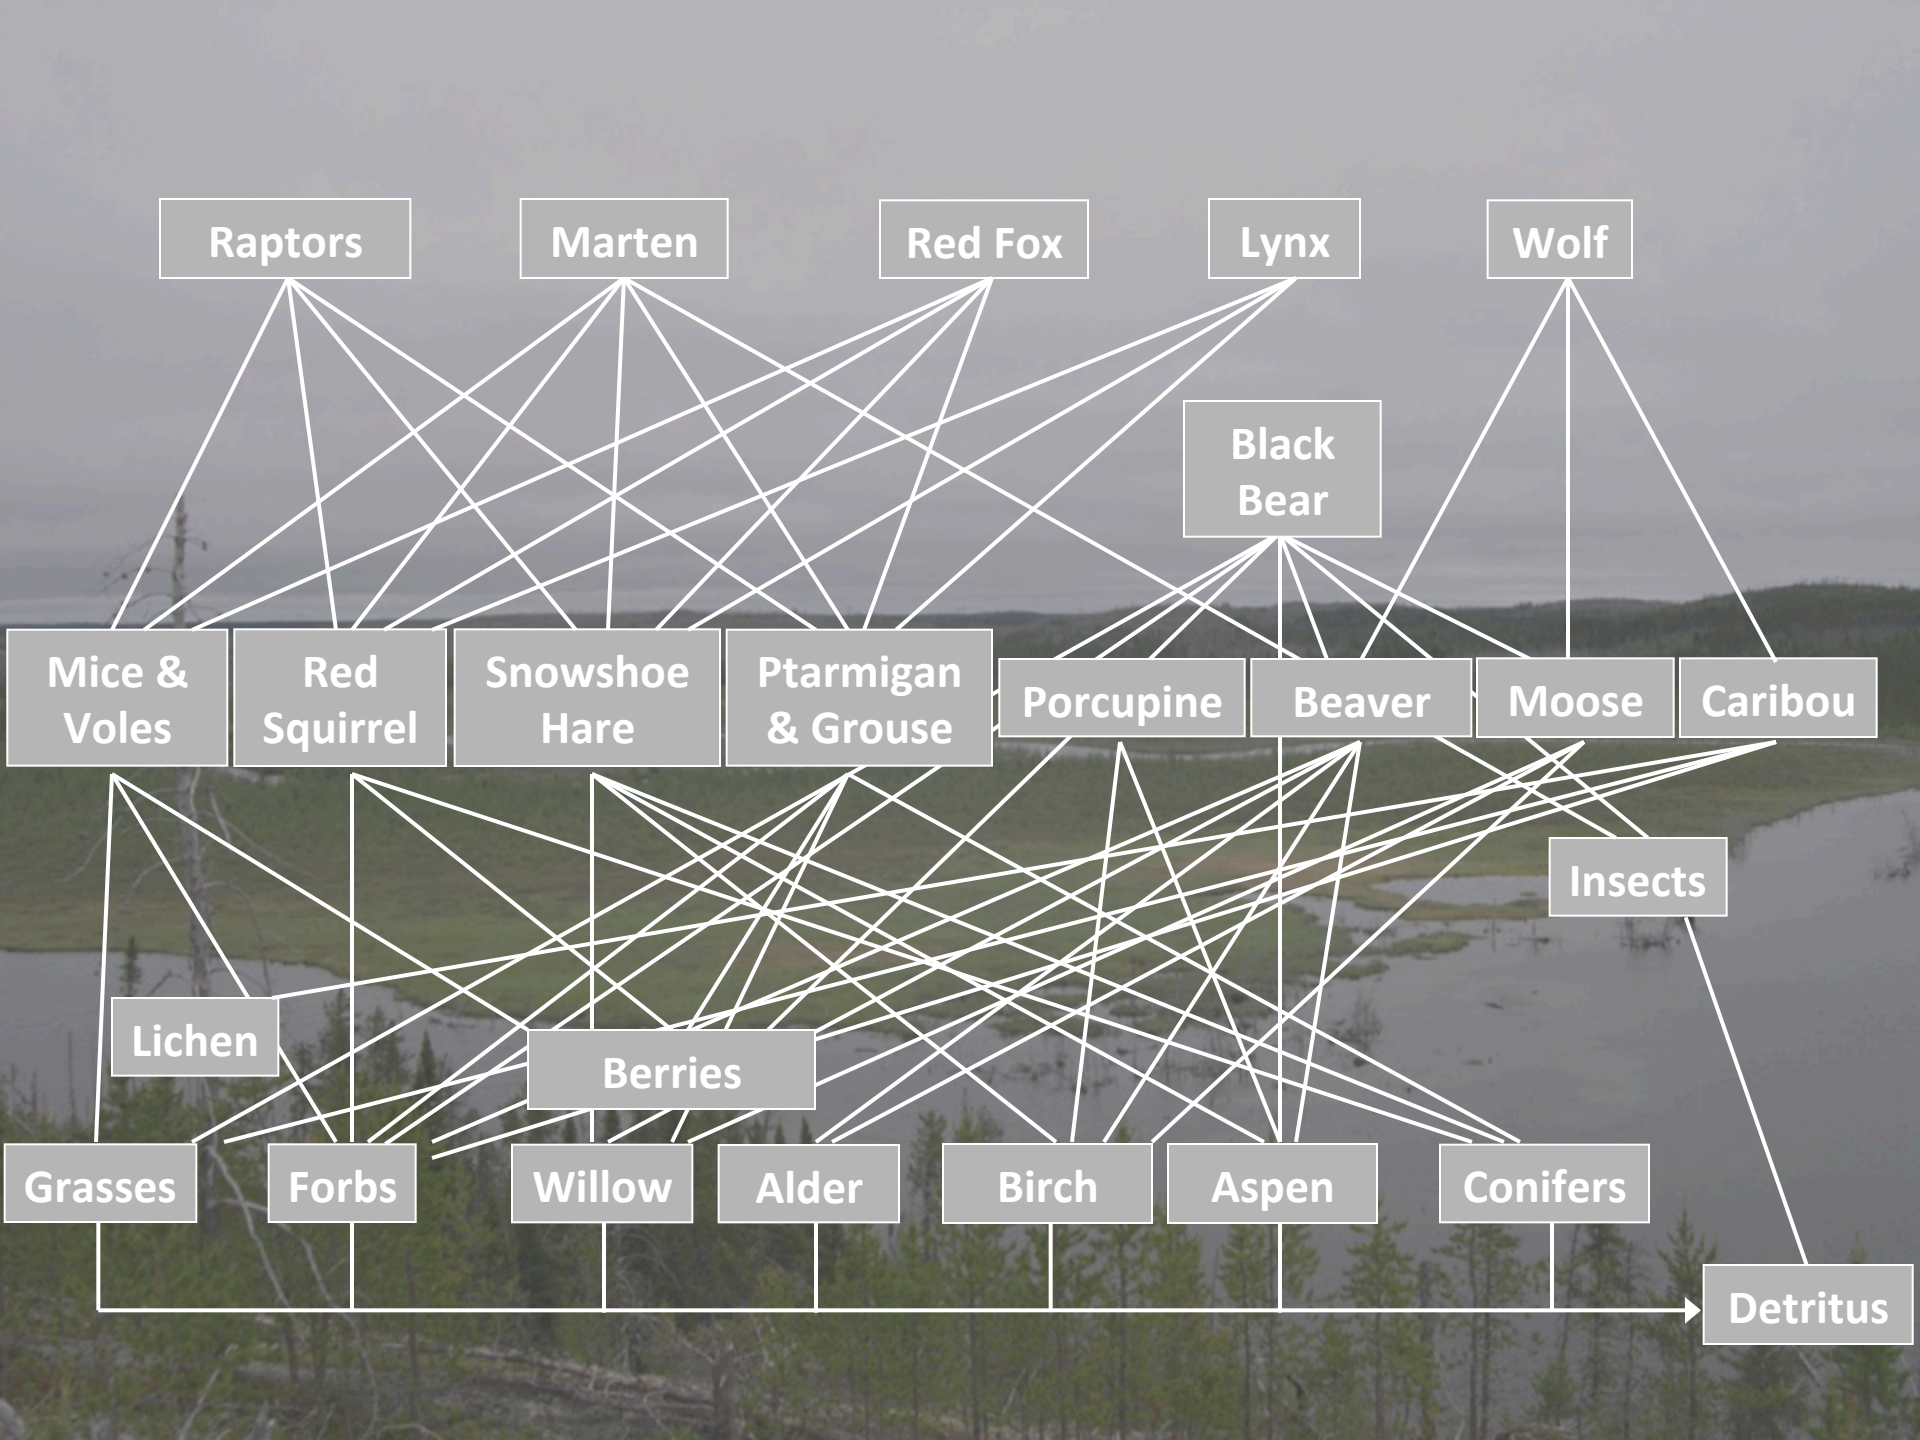 Raptors
Marten
Red Fox
Lynx
Wolf
Black
Bear
Mice &
Voles
Red
Squirrel
Snowshoe
Hare
Ptarmigan
& Grouse
Porcupine
Beaver
Moose
Caribou
Insects
Lichen
Berries
Grasses
Forbs
Willow
Alder
Birch
Aspen
Conifers
Detritus